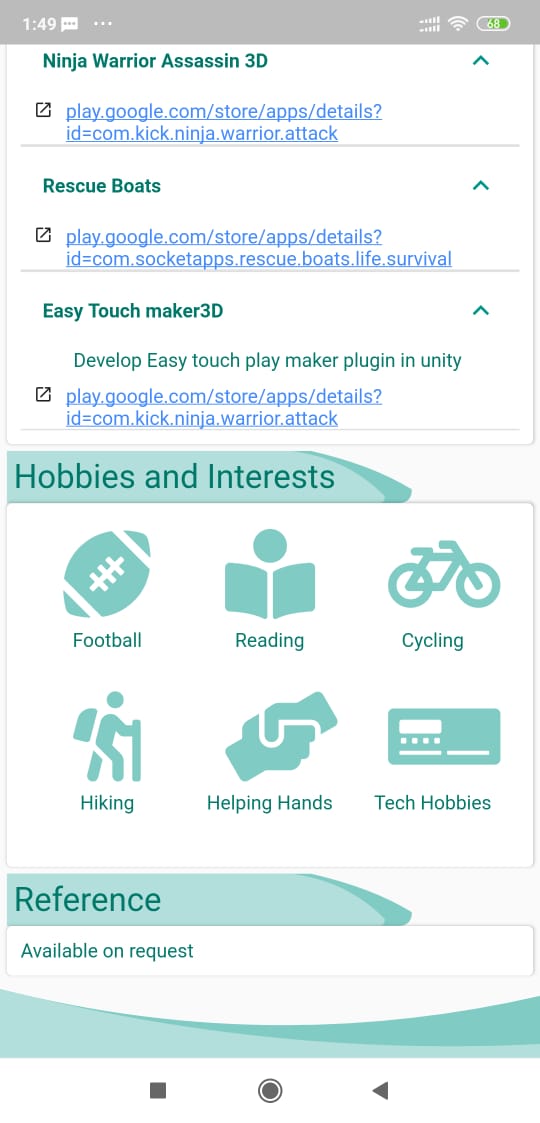 1:49
68
Ninja Warrior Assassin 3D
play.google.com/store/apps/details?
id=com.kick.ninja.warrior.attack
Rescue Boats
play.google.com/store/apps/details?
id=com.socketapps.rescue.boats.life.survival
Easy Touch maker3D
Develop Easy touch play maker plugin in unity
play.google.com/store/apps/details?
id=com.kick.ninja.warrior.attack
Hobbies and Interests
Football
Reading
Cycling
Hiking
Helping Hands
Tech Hobbies
Reference
Available on request